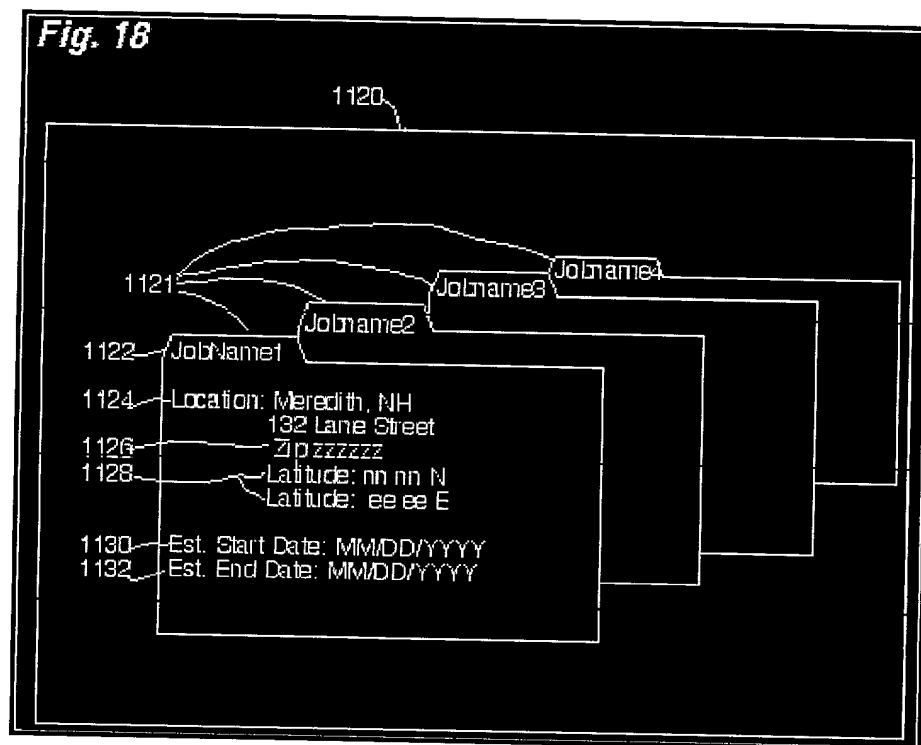 Fig. 18
1120
1121
Jobname4
Jobname3
Jobname2
1122 JobName1
1124 Location: Meredith, NH
132 Lane Street
1126 Zip zzzzzz
1128 Latitude: nn nn N
Latitude: ee ee E
1130 Est. Start Date: MM/DD/YYYY
1132 Est. End Date: MM/DD/YYYY